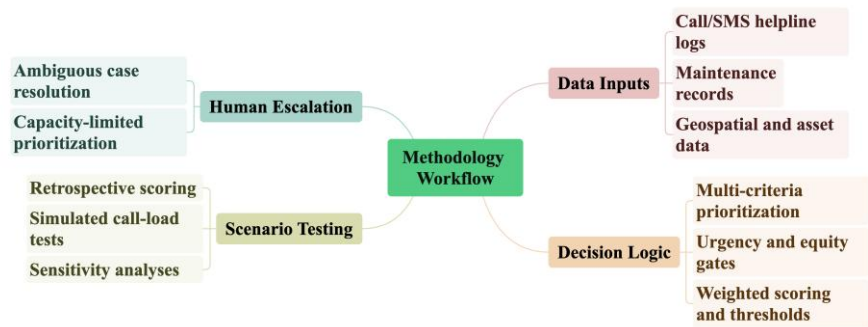 Methodology
Workflow
Human Escalation
Ambiguous case
resolution
Capacity-limited
prioritization
Scenario Testing
Retrospective scoring
Simulated call-load
tests
Sensitivity analyses
Data Inputs
Call/SMS helpline
logs
Maintenance
records
Geospatial and asset
data
Decision Logic
Multi-criteria
prioritization
Urgency and equity
gates
Weighted scoring
and thresholds